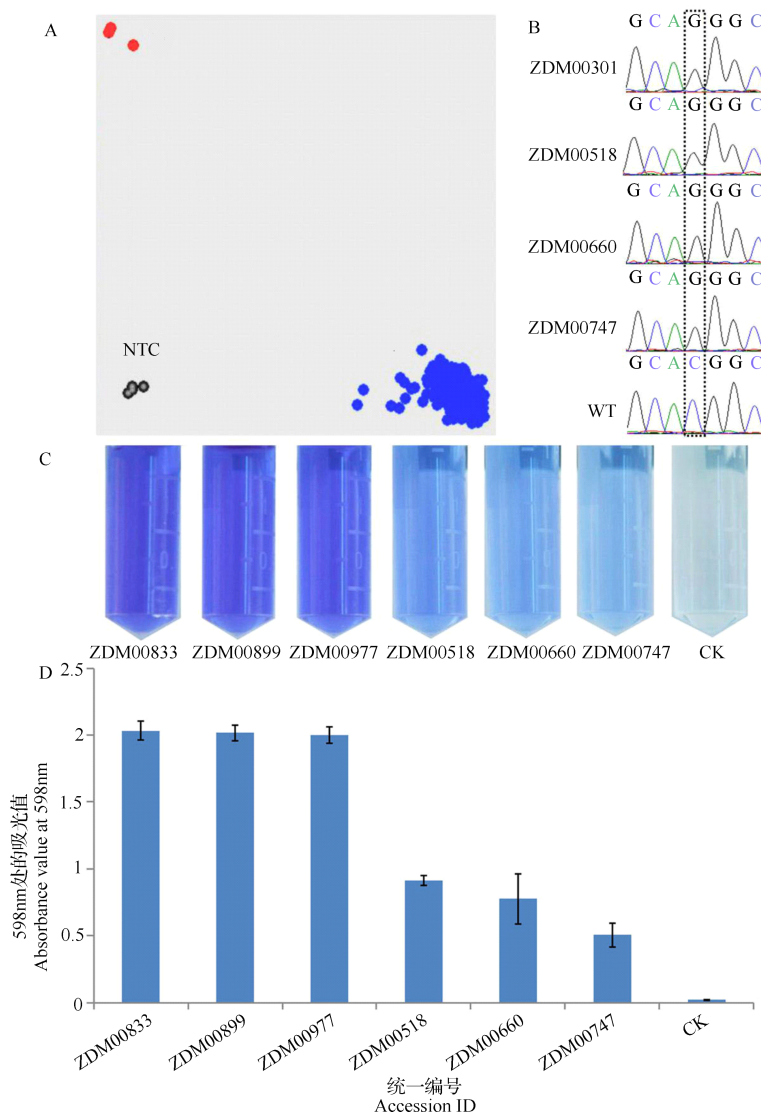 A
NTC
B
G C A G G G C
ZDM00301
G C A G G G C
ZDM00518
G C A G G G C
ZDM00660
G C A G G G C
ZDM00747
G C A C G G C
WT
C
ZDM00833 ZDM00899 ZDM00977 ZDM00518 ZDM00660 ZDM00747 CK
D
2.5
2
1.5
1
0.5
0
598nm处的吸光值
Absorbance value at 598nm
ZDM00833 ZDM00899 ZDM00977 ZDM00518 ZDM00660 ZDM00747 CK
统一编号
Accession ID